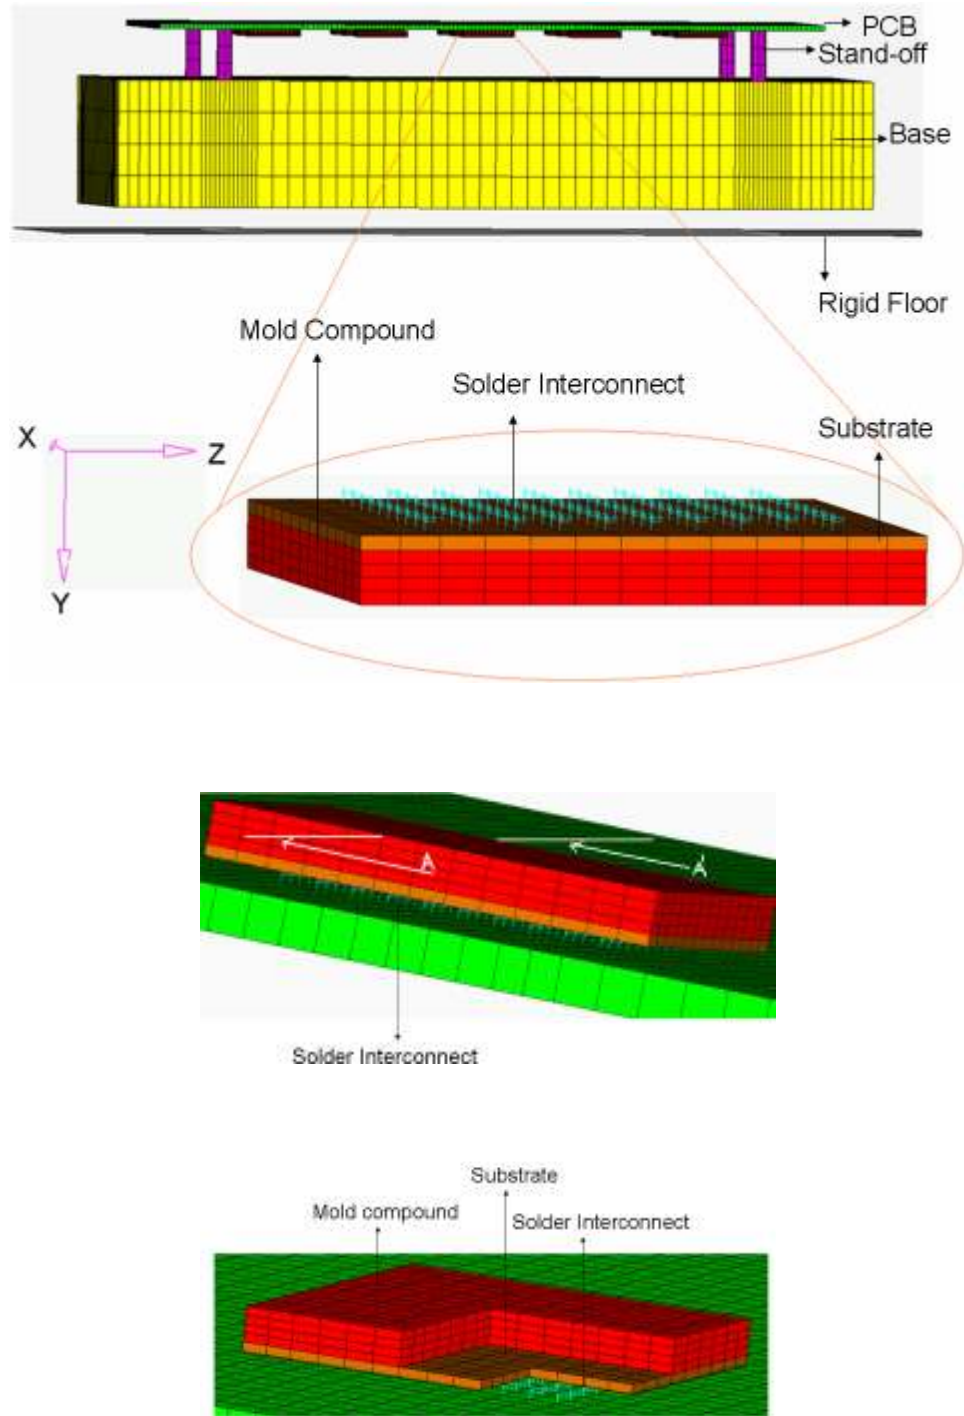 PCB
Stand-off
Base
Rigid Floor
Mold Compound
Solder Interconnect
Substrate
X
Z
Y
A
A'
Solder Interconnect
Substrate
Mold compound
Solder Interconnect